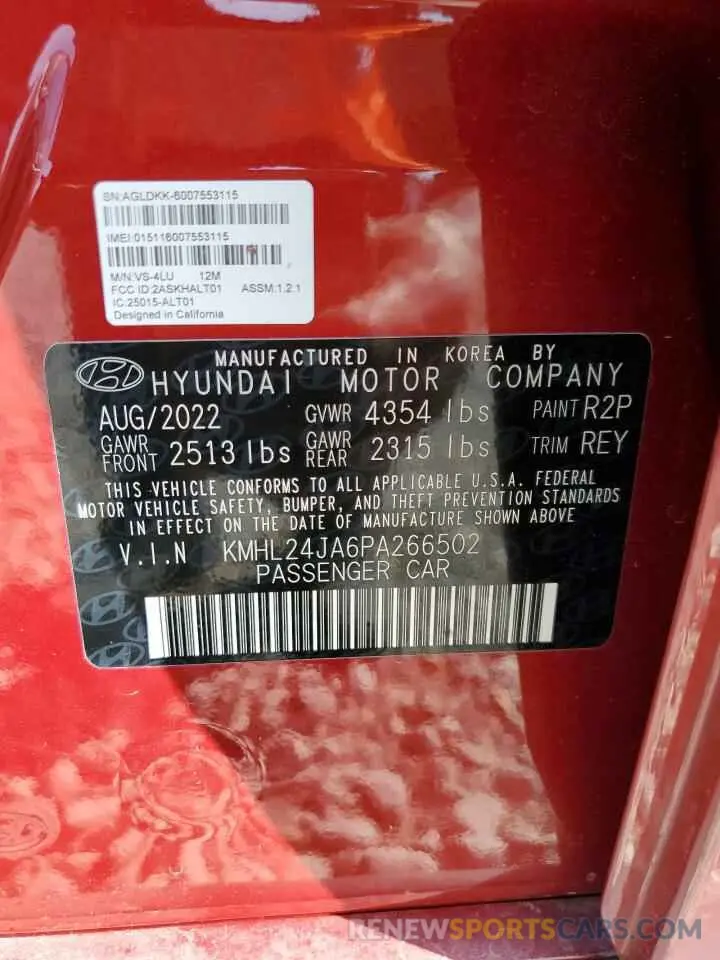 SN:AGLDKK-6007553115
IMEI:015116007553115
M/N:VS-4LU 12M
FCC ID:2ASKHALT01 ASSM:1.2.1
IC:25015-ALT01
Designed in California
MANUFACTURED IN KOREA BY
HYUNDAI MOTOR COMPANY
AUG/2022 GVWR 4354 lbs PAINT R2P
GAWR FRONT 2513 lbs GAWR REAR 2315 lbs TRIM REY
THIS VEHICLE CONFORMS TO ALL APPLICABLE U.S.A. FEDERAL
MOTOR VEHICLE SAFETY, BUMPER, AND THEFT PREVENTION STANDARDS
IN EFFECT ON THE DATE OF MANUFACTURE SHOWN ABOVE
V.I.N KMHL24JA6PA266502
PASSENGER CAR
RENEWSPORTSCARS.COM